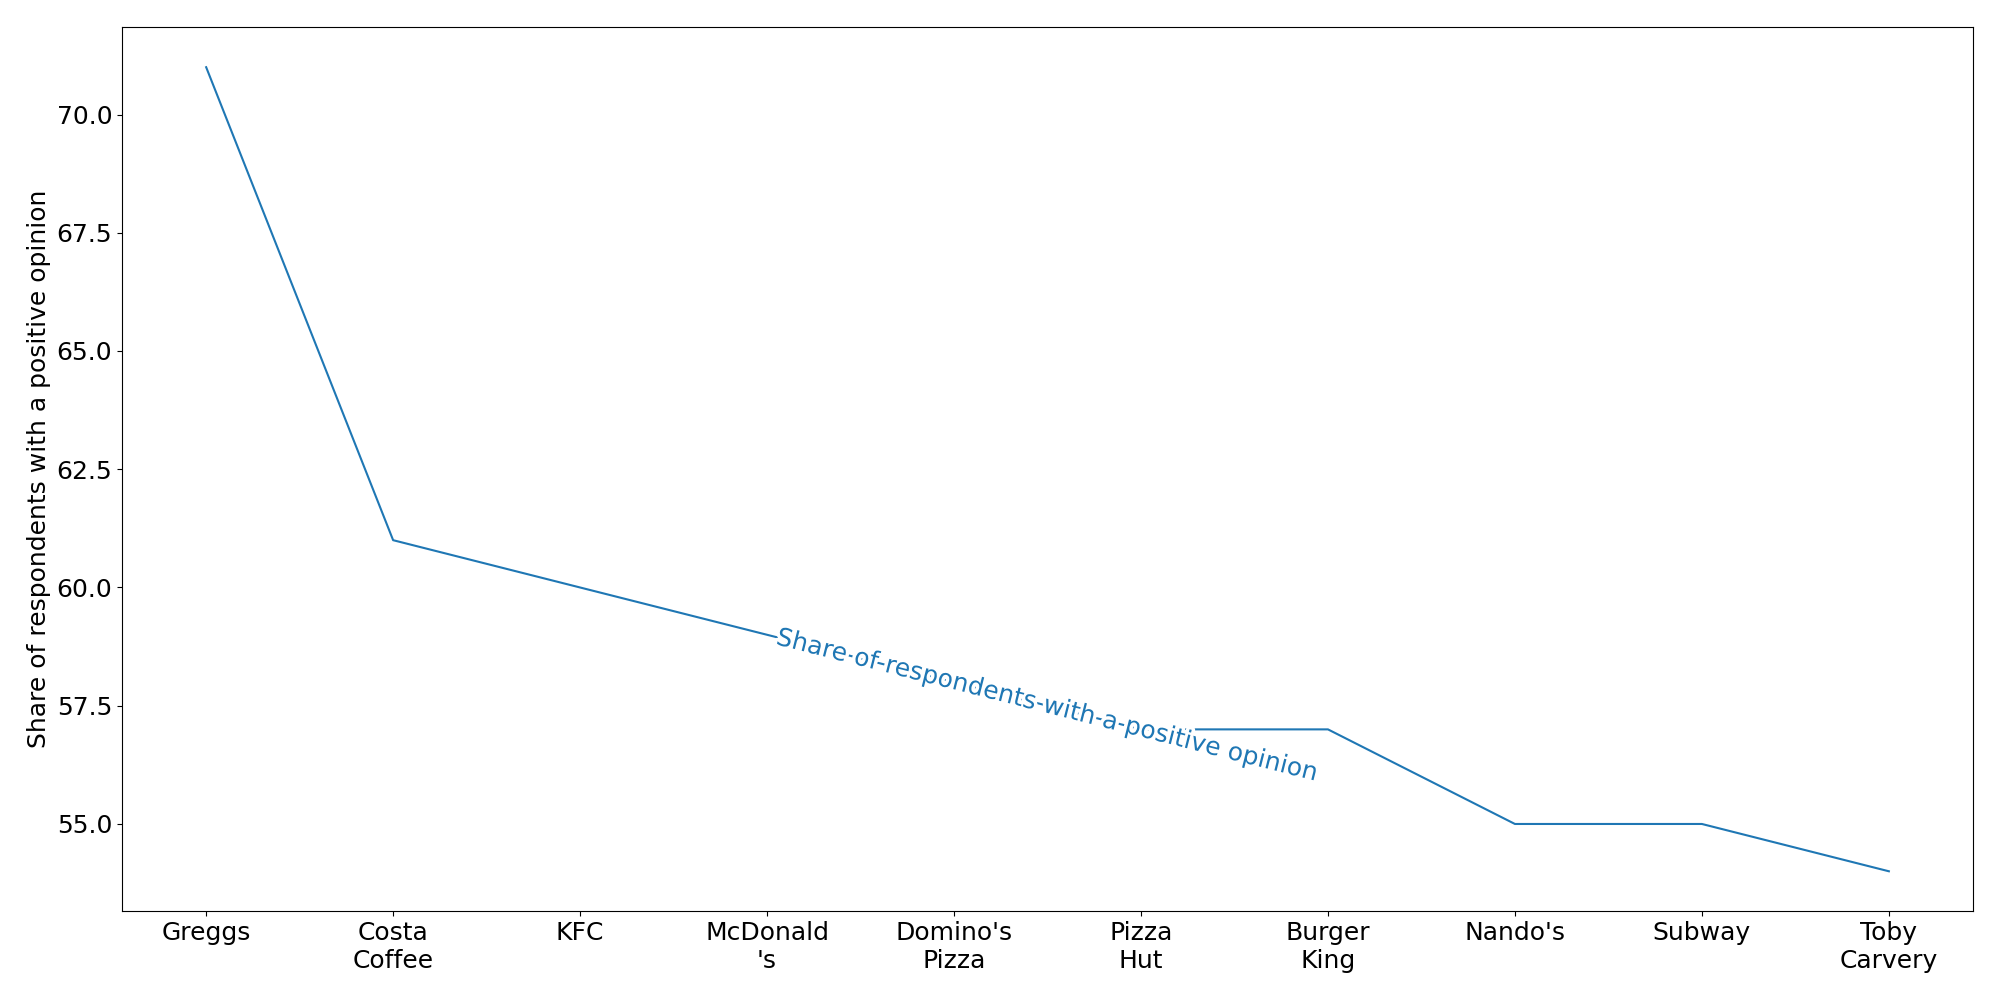 Share of respondents with a positive opinion
70.0
67.5
65.0
62.5
60.0
57.5
55.0
Share of respondents with a positive opinion
Greggs
Costa
Coffee
KFC
McDonald
's
Domino's
Pizza
Pizza
Hut
Burger
King
Nando's
Subway
Toby
Carvery